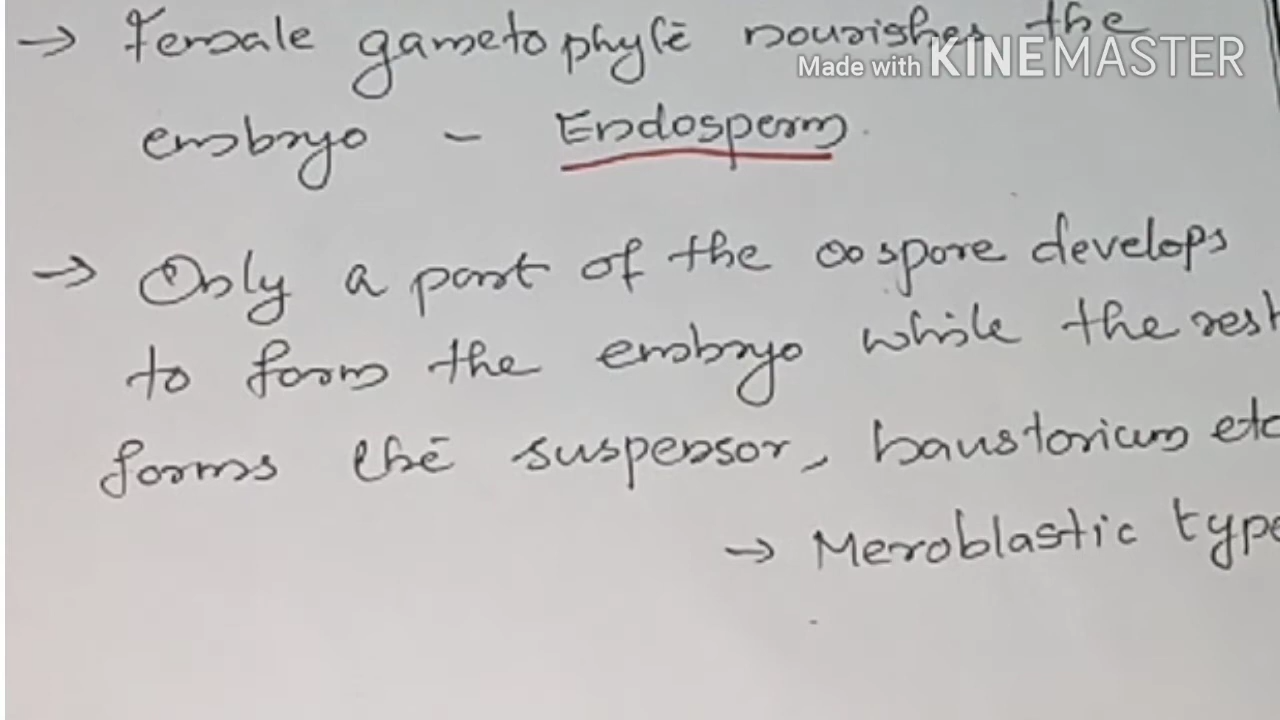 → Female gametophyte nourishes the
Made with KINEMASTER
embryo - Endosperm.
→ Only a part of the oospore develops
to form the embryo while the rest
forms the suspensor, haustorium etc
→ Meroblastic type